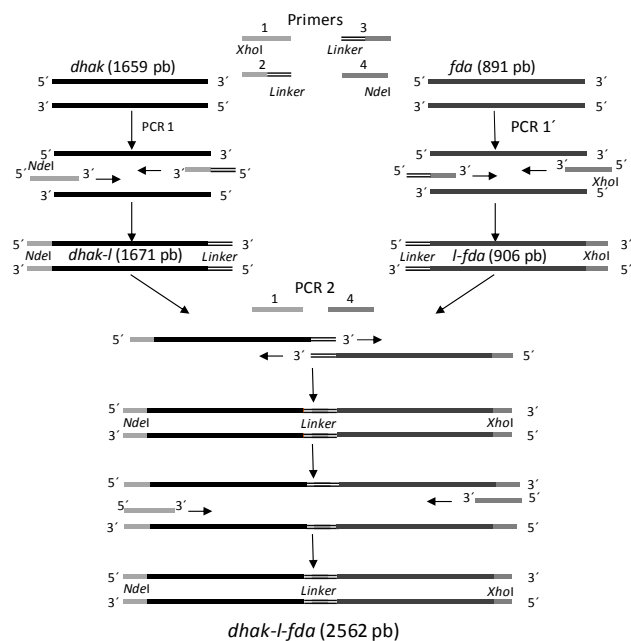 Primers
1 3
XhoI Linker
2 4
Linker NdeI
dhak (1659 pb) fda (891 pb)
5´ 3´ 5´ 3´
3´ 5´ 3´ 5´
PCR 1 PCR 1´
5´ 3´ 5´ 3´
NdeI
5´ 3´ 3´ 5´ 5´ 3´ 3´ 5´
XhoI
3´ 5´ 3´ 5´
5´ 3´ 5´ 3´
NdeI dhak-l (1671 pb) Linker Linker l-fda (906 pb) XhoI
3´ 5´ 3´ 5´
PCR 2
1 4
5´ 3´
3´ 5´
5´ 3´
NdeI Linker XhoI
3´ 5´
5´ 3´
5´ 3´ 3´ 5´
3´ 5´
5´ 3´
NdeI Linker XhoI
3´ 5´
dhak-l-fda (2562 pb)